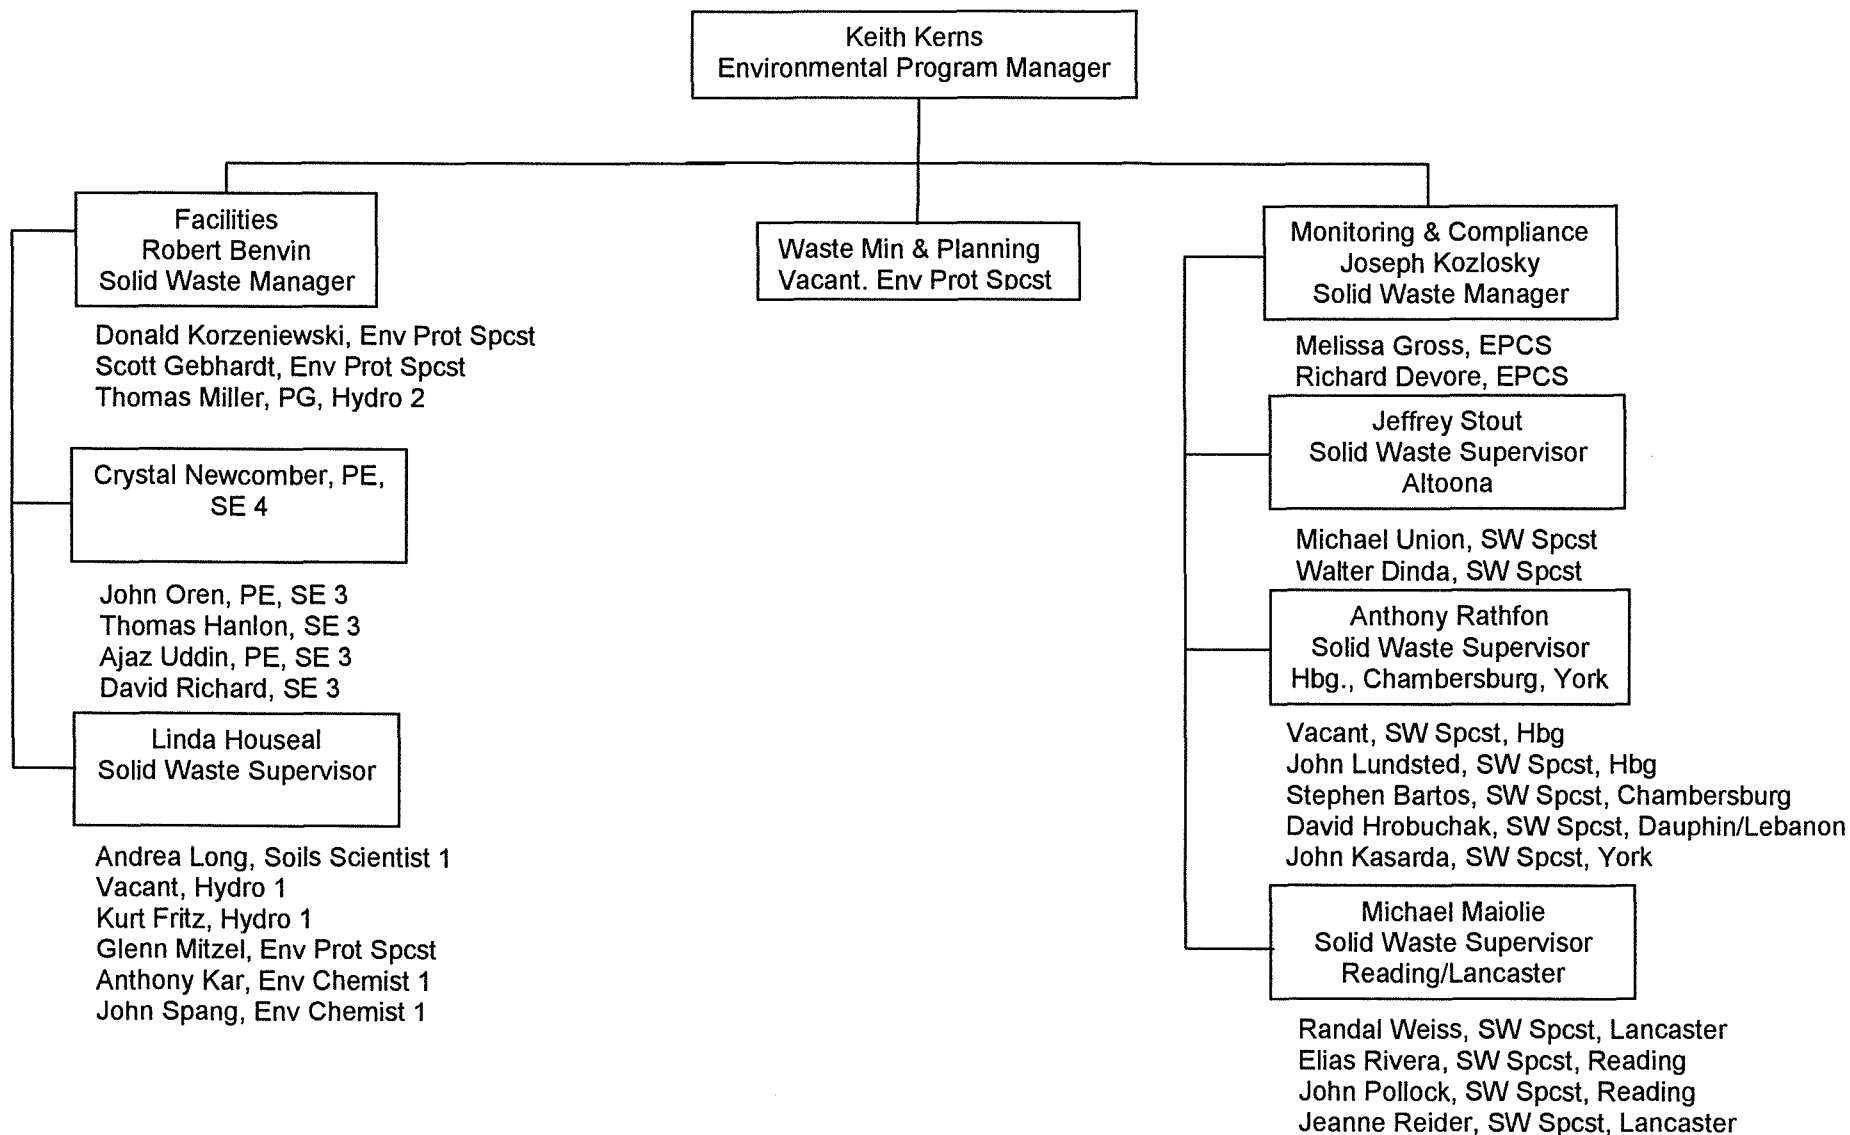 Keith Kerns
Environmental Program Manager
Facilities
Robert Benvin
Solid Waste Manager
Donald Korzeniewski, Env Prot Spcst
Scott Gebhardt, Env Prot Spcst
Thomas Miller, PG, Hydro 2
Crystal Newcomber, PE,
SE 4
John Oren, PE, SE 3
Thomas Hanlon, SE 3
Ajaz Uddin, PE, SE 3
David Richard, SE 3
Linda Houseal
Solid Waste Supervisor
Andrea Long, Soils Scientist 1
Vacant, Hydro 1
Kurt Fritz, Hydro 1
Glenn Mitzel, Env Prot Spcst
Anthony Kar, Env Chemist 1
John Spang, Env Chemist 1
Waste Min & Planning
Vacant. Env Prot Spcst
Monitoring & Compliance
Joseph Kozlosky
Solid Waste Manager
Melissa Gross, EPCS
Richard Devore, EPCS
Jeffrey Stout
Solid Waste Supervisor
Altoona
Michael Union, SW Spcst
Walter Dinda, SW Spcst
Anthony Rathfon
Solid Waste Supervisor
Hbg., Chambersburg, York
Vacant, SW Spcst, Hbg
John Lundsted, SW Spcst, Hbg
Stephen Bartos, SW Spcst, Chambersburg
David Hrobuchak, SW Spcst, Dauphin/Lebanon
John Kasarda, SW Spcst, York
Michael Maiolie
Solid Waste Supervisor
Reading/Lancaster
Randal Weiss, SW Spcst, Lancaster
Elias Rivera, SW Spcst, Reading
John Pollock, SW Spcst, Reading
Jeanne Reider, SW Spcst, Lancaster